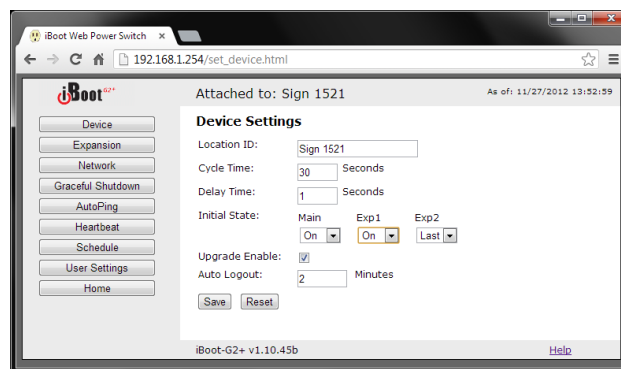 iBoot Web Power Switch
192.168.1.254/set_device.html
iBoot G2+
Attached to: Sign 1521
As of: 11/27/2012 13:52:59
Device
Expansion
Network
Graceful Shutdown
AutoPing
Heartbeat
Schedule
User Settings
Home
Device Settings
Location ID: Sign 1521
Cycle Time: 30 Seconds
Delay Time: 1 Seconds
Initial State: Main Exp1 Exp2
On On Last
Upgrade Enable:
Auto Logout: 2 Minutes
Save Reset
iBoot-G2+ v1.10.45b
Help